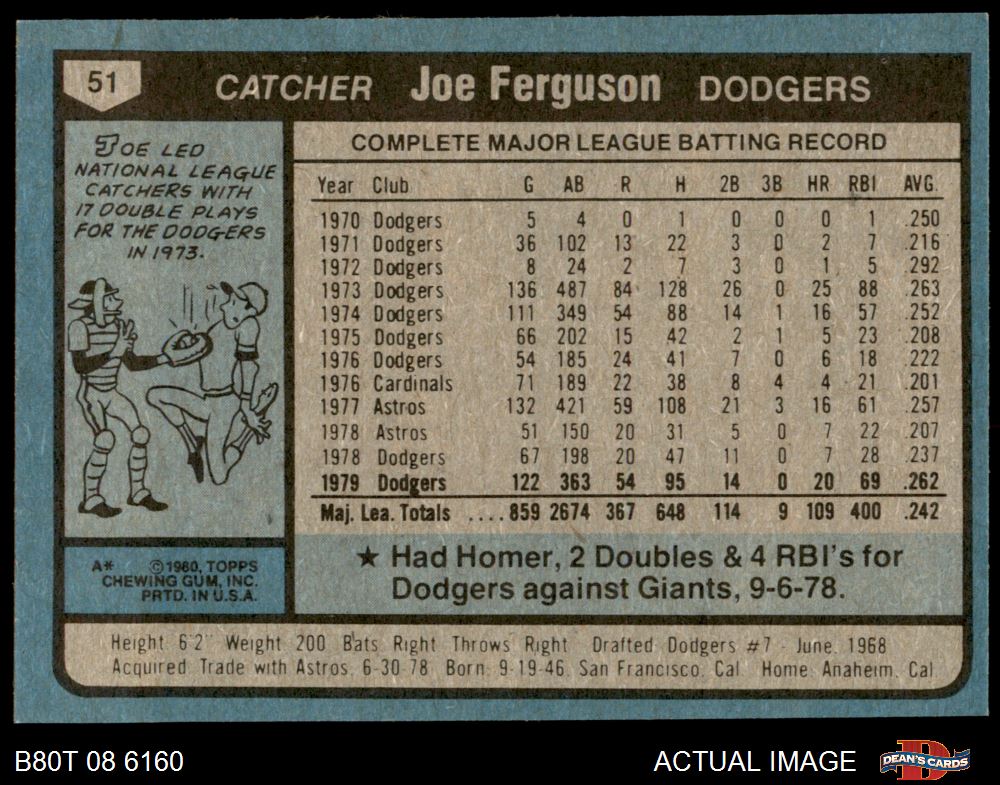 51
CATCHER Joe Ferguson DODGERS
JOE LED
NATIONAL LEAGUE
CATCHERS WITH
17 DOUBLE PLAYS
FOR THE DODGERS
IN 1973.
COMPLETE MAJOR LEAGUE BATTING RECORD
Year Club G AB R H 2B 3B HR RBI AVG.
1970 Dodgers 5 4 0 1 0 0 0 1 .250
1971 Dodgers 36 102 13 22 3 0 2 7 .216
1972 Dodgers 8 24 2 7 3 0 1 5 .292
1973 Dodgers 136 487 84 128 26 0 25 88 .263
1974 Dodgers 111 349 54 88 14 1 16 57 .252
1975 Dodgers 66 202 15 42 2 1 5 23 .208
1976 Dodgers 54 185 24 41 7 0 6 18 .222
1976 Cardinals 71 189 22 38 8 4 4 21 .201
1977 Astros 132 421 59 108 21 3 16 61 .257
1978 Astros 51 150 20 31 5 0 7 22 .207
1978 Dodgers 67 198 20 47 11 0 7 28 .237
1979 Dodgers 122 363 54 95 14 0 20 69 .262
Maj. Lea. Totals ....859 2674 367 648 114 9 109 400 .242
★ Had Homer, 2 Doubles & 4 RBI's for
Dodgers against Giants, 9-6-78.
A* ©1980, TOPPS
CHEWING GUM, INC.
PRTD. IN U.S.A.
Height 6'2" Weight 200 Bats Right Throws Right Drafted Dodgers #7 - June, 1968
Acquired Trade with Astros, 6-30-78 Born: 9-19-46, San Francisco, Cal. Home: Anaheim, Cal.
B80T 08 6160
ACTUAL IMAGE
D
DEAN'S CARDS